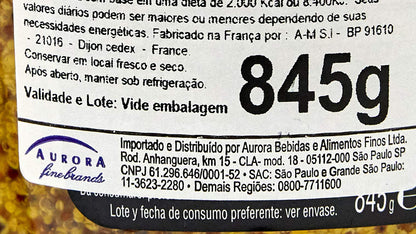 com base em uma dieta de 2.000 Kcal ou 8.400KJ. Seus
valores diários podem ser maiores ou menores dependendo de suas
necessidades energéticas. Fabricado na França por : A-M S.I - BP 91610
- 21016 - Dijon cedex - France.
Conservar em local fresco e seco.
Após aberto, manter sob refrigeração.
Validade e Lote: Vide embalagem
845g
AURORA
fine brands
Importado e Distribuído por Aurora Bebidas e Alimentos Finos Ltda.
Rod. Anhanguera, km 15 - CLA- mod. 18 - 05112-000 São Paulo SP
CNPJ 61.296.646/0001-52 • SAC: São Paulo e Grande São Paulo:
11-3623-2280 • Demais Regiões: 0800-7711600
845 g e
Lote y fecha de consumo preferente: ver envase.